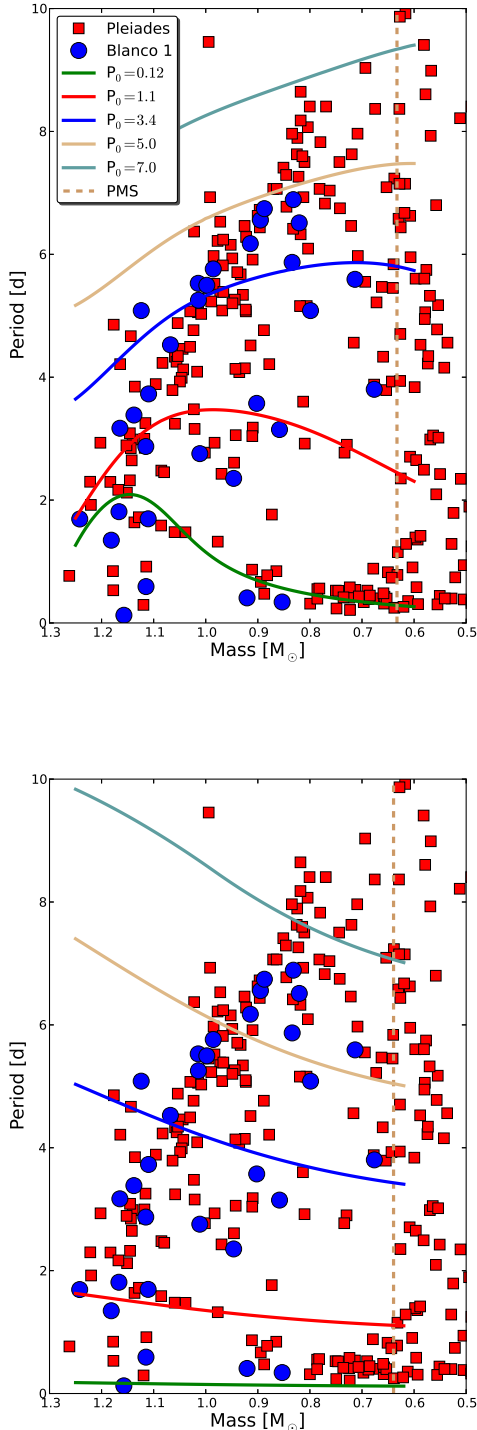 10
Pleiades
Blanco 1
P₀=0.12
P₀=1.1
P₀=3.4
P₀=5.0
P₀=7.0
PMS
8
6
4
2
0
Period [d]
1.3 1.2 1.1 1.0 0.9 0.8 0.7 0.6 0.5
Mass [M☉]
10
8
6
4
2
0
Period [d]
1.3 1.2 1.1 1.0 0.9 0.8 0.7 0.6 0.5
Mass [M☉]